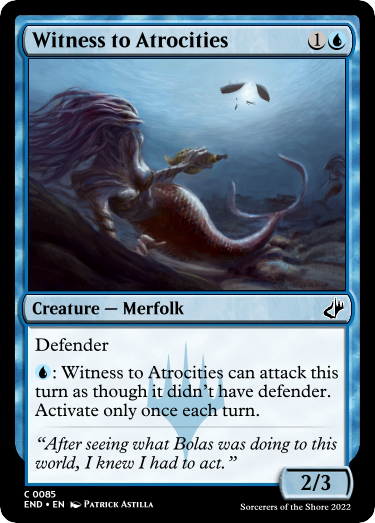 Witness to Atrocities
1
Creature — Merfolk
Defender
: Witness to Atrocities can attack this
turn as though it didn't have defender.
Activate only once each turn.
“After seeing what Bolas was doing to this
world, I knew I had to act.”
2/3
C 0085
END • EN Patrick Astilla
Sorcerers of the Shore 2022